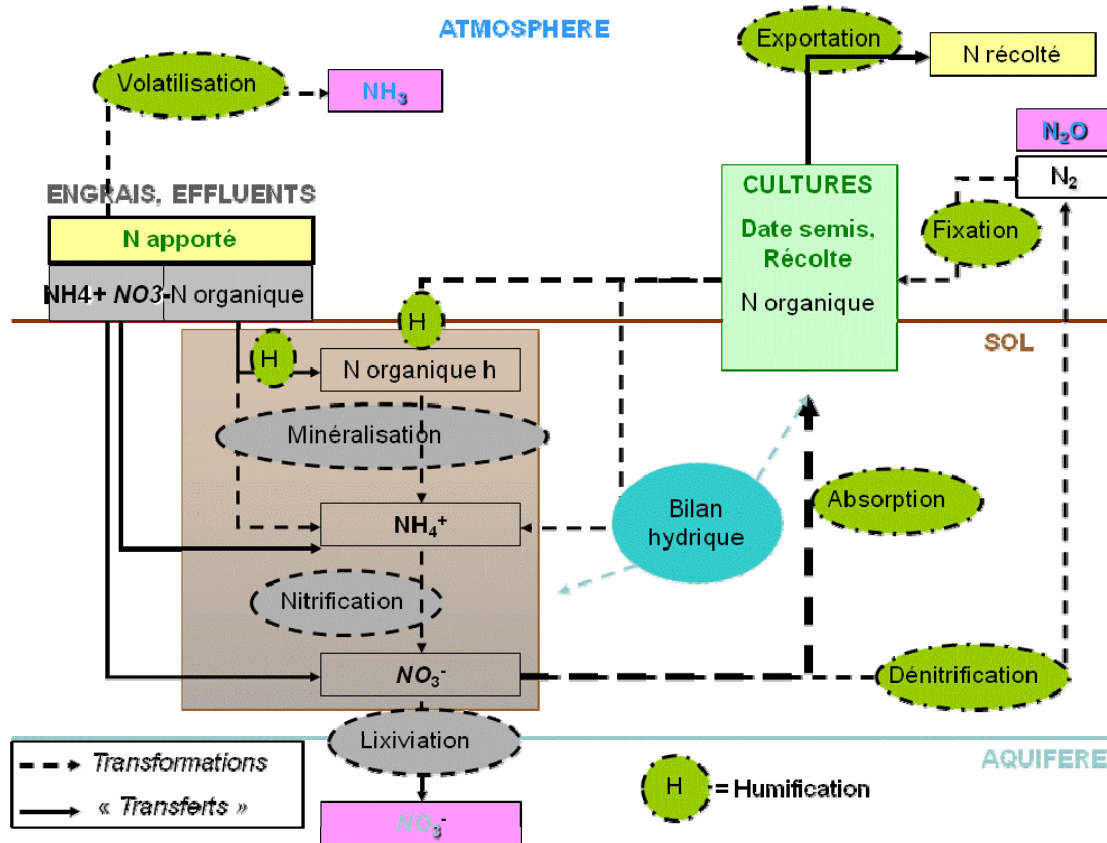 ATMOSPHERE
Exportation
N récolté
Volatilisation
NH₃
N₂O
N₂
ENGRAIS, EFFLUENTS
CULTURES
N apporté
Date semis,
Récolte
Fixation
NH4+ NO3-
N organique
N organique
H
SOL
H
N organique h
Minéralisation
Absorption
Bilan
hydrique
NH₄⁺
Nitrification
NO₃⁻
Dénitrification
Lixiviation
AQUIFERE
Transformations
« Transferts »
H
= Humification
NO₃⁻